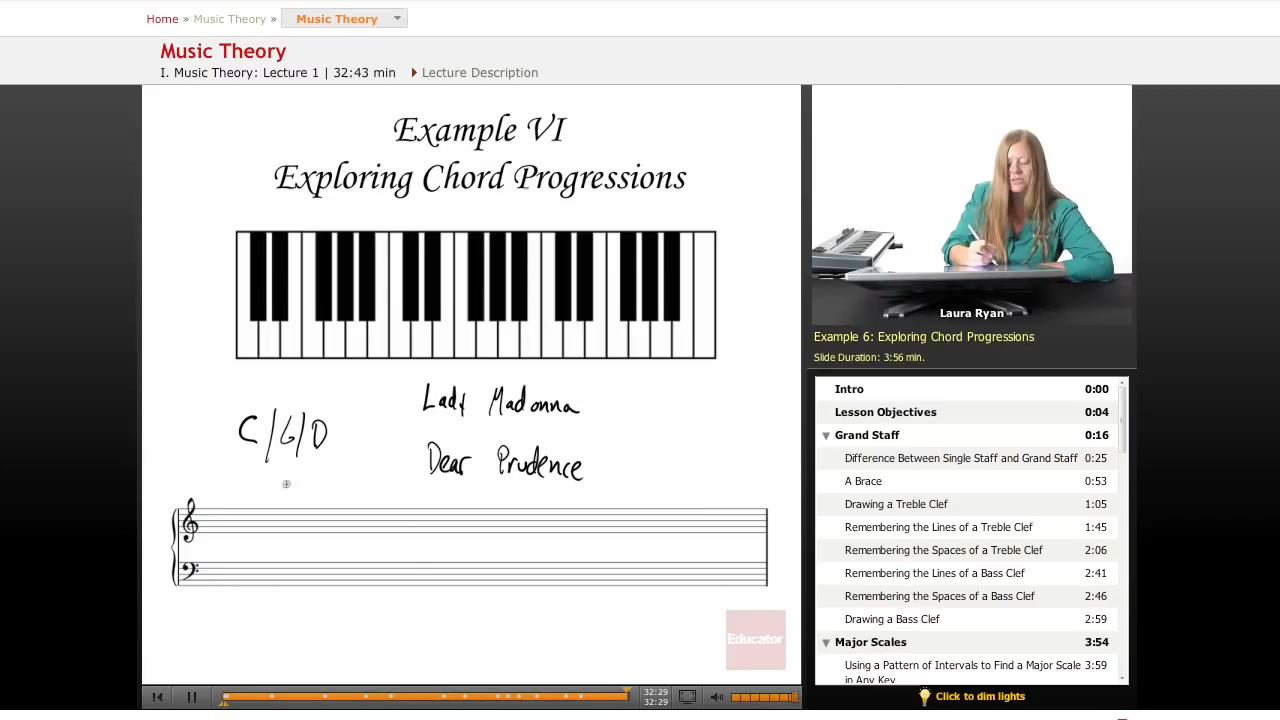 Home » Music Theory » Music Theory
Music Theory
I. Music Theory: Lecture 1 | 32:43 min Lecture Description
Example VI
Exploring Chord Progressions
Lady Madonna
C/G/D
Dear Prudence
Educator
Laura Ryan
Example 6: Exploring Chord Progressions
Slide Duration: 3:56 min.
Intro 0:00
Lesson Objectives 0:04
Grand Staff 0:16
Difference Between Single Staff and Grand Staff 0:25
A Brace 0:53
Drawing a Treble Clef 1:05
Remembering the Lines of a Treble Clef 1:45
Remembering the Spaces of a Treble Clef 2:06
Remembering the Lines of a Bass Clef 2:41
Remembering the Spaces of a Bass Clef 2:46
Drawing a Bass Clef 2:59
Major Scales 3:54
Using a Pattern of Intervals to Find a Major Scale 3:59
in Any Key
32:29
32:29
Click to dim lights